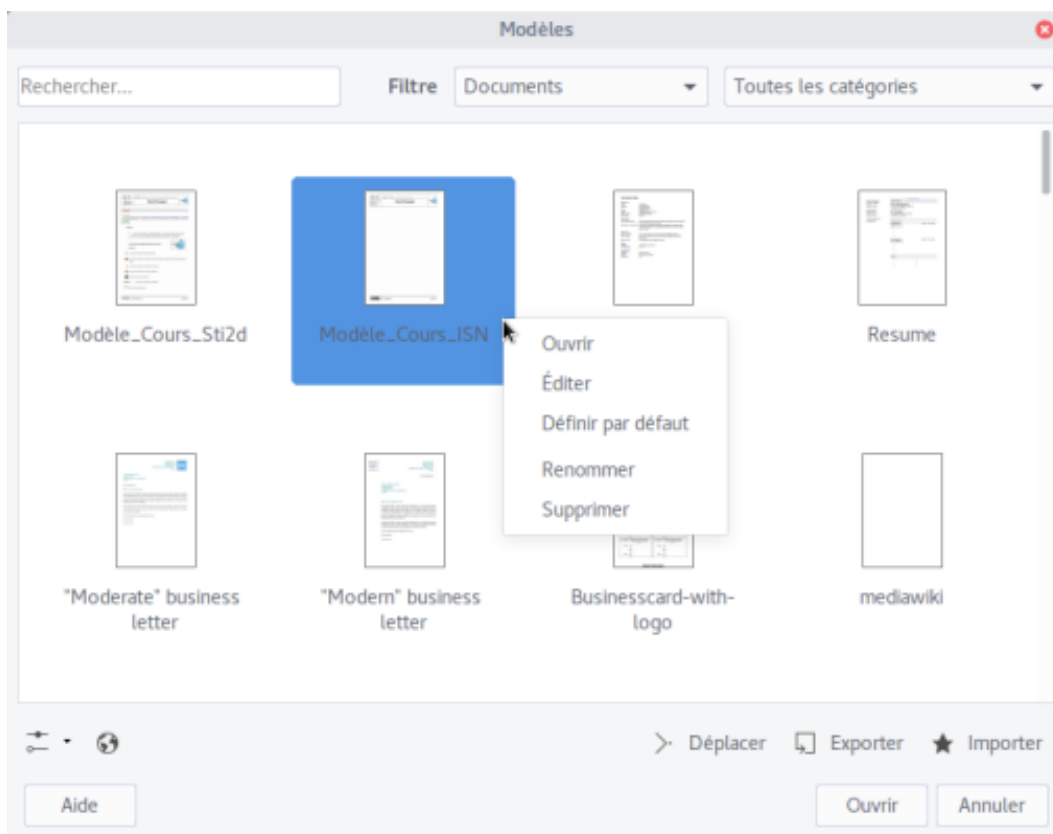 Modèles
Rechercher...
Filtre
Documents
Toutes les catégories
Modèle_Cours_Sti2d
Modèle_Cours_ISN
Resume
Ouvrir
Éditer
Définir par défaut
Renommer
Supprimer
"Moderate" business
letter
"Modern" business
letter
Businesscard-with-
logo
mediawiki
Déplacer
Exporter
Importer
Aide
Ouvrir
Annuler